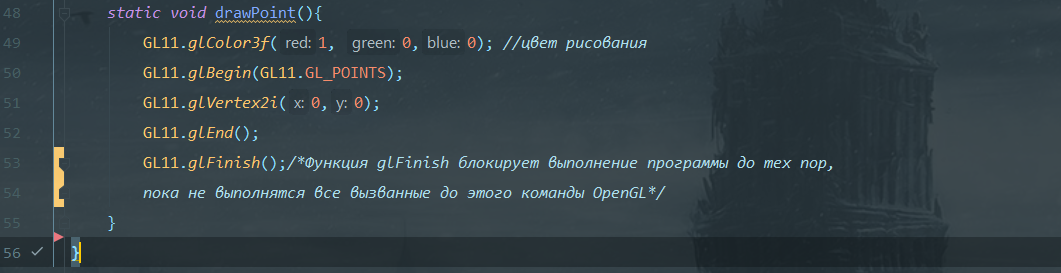 48 static void drawPoint(){
49 GL11.glColor3f( red: 1, green: 0, blue: 0); //цвет рисования
50 GL11.glBegin(GL11.GL_POINTS);
51 GL11.glVertex2i( x: 0, y: 0);
52 GL11.glEnd();
53 GL11.glFinish();/*Функция glFinish блокирует выполнение программы до тех пор,
54 пока не выполнятся все вызванные до этого команды OpenGL*/
55 }
56 }